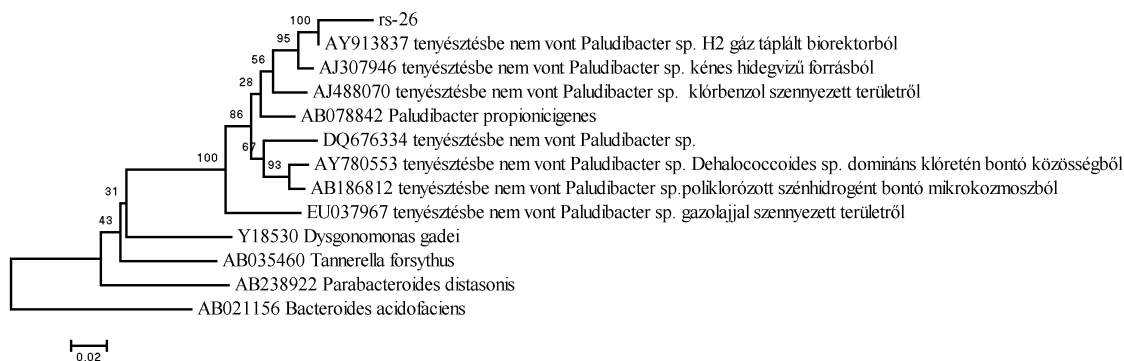 100 rs-26
95 AY913837 tenyésztésbe nem vont Paludibacter sp. H2 gáz táplált biorektorból
56 AJ307946 tenyésztésbe nem vont Paludibacter sp. kénes hidegvizű forrásból
28 AJ488070 tenyésztésbe nem vont Paludibacter sp. klórbenzol szennyezett területről
86 AB078842 Paludibacter propionicigenes
67 DQ676334 tenyésztésbe nem vont Paludibacter sp.
100 93 AY780553 tenyésztésbe nem vont Paludibacter sp. Dehalococcoides sp. domináns klóretén bontó közösségből
AB186812 tenyésztésbe nem vont Paludibacter sp.poliklorózott szénhidrogént bontó mikrokozmoszból
31 EU037967 tenyésztésbe nem vont Paludibacter sp. gazolajjal szennyezett területről
43 Y18530 Dysgonomonas gadei
AB035460 Tannerella forsythus
AB238922 Parabacteroides distasonis
AB021156 Bacteroides acidofaciens
0.02